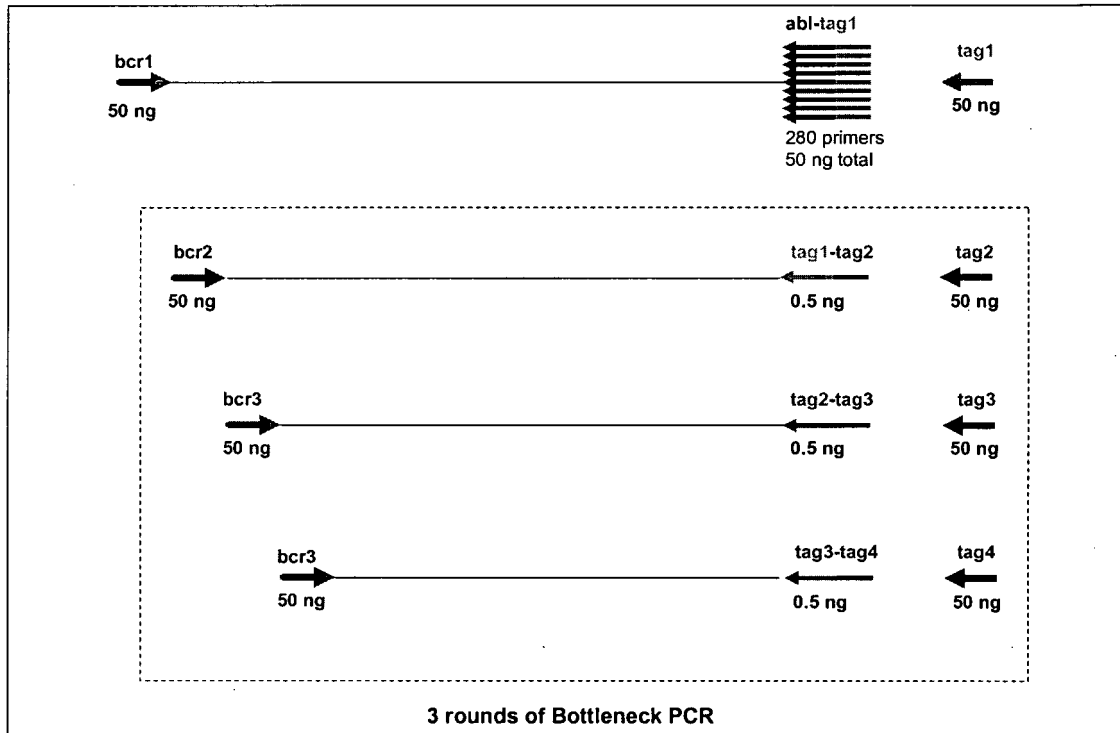 abl-tag1
bcr1
tag1
50 ng
50 ng
280 primers
50 ng total
bcr2
tag1-tag2
tag2
50 ng
0.5 ng
50 ng
bcr3
tag2-tag3
tag3
50 ng
0.5 ng
50 ng
bcr3
tag3-tag4
tag4
50 ng
0.5 ng
50 ng
3 rounds of Bottleneck PCR